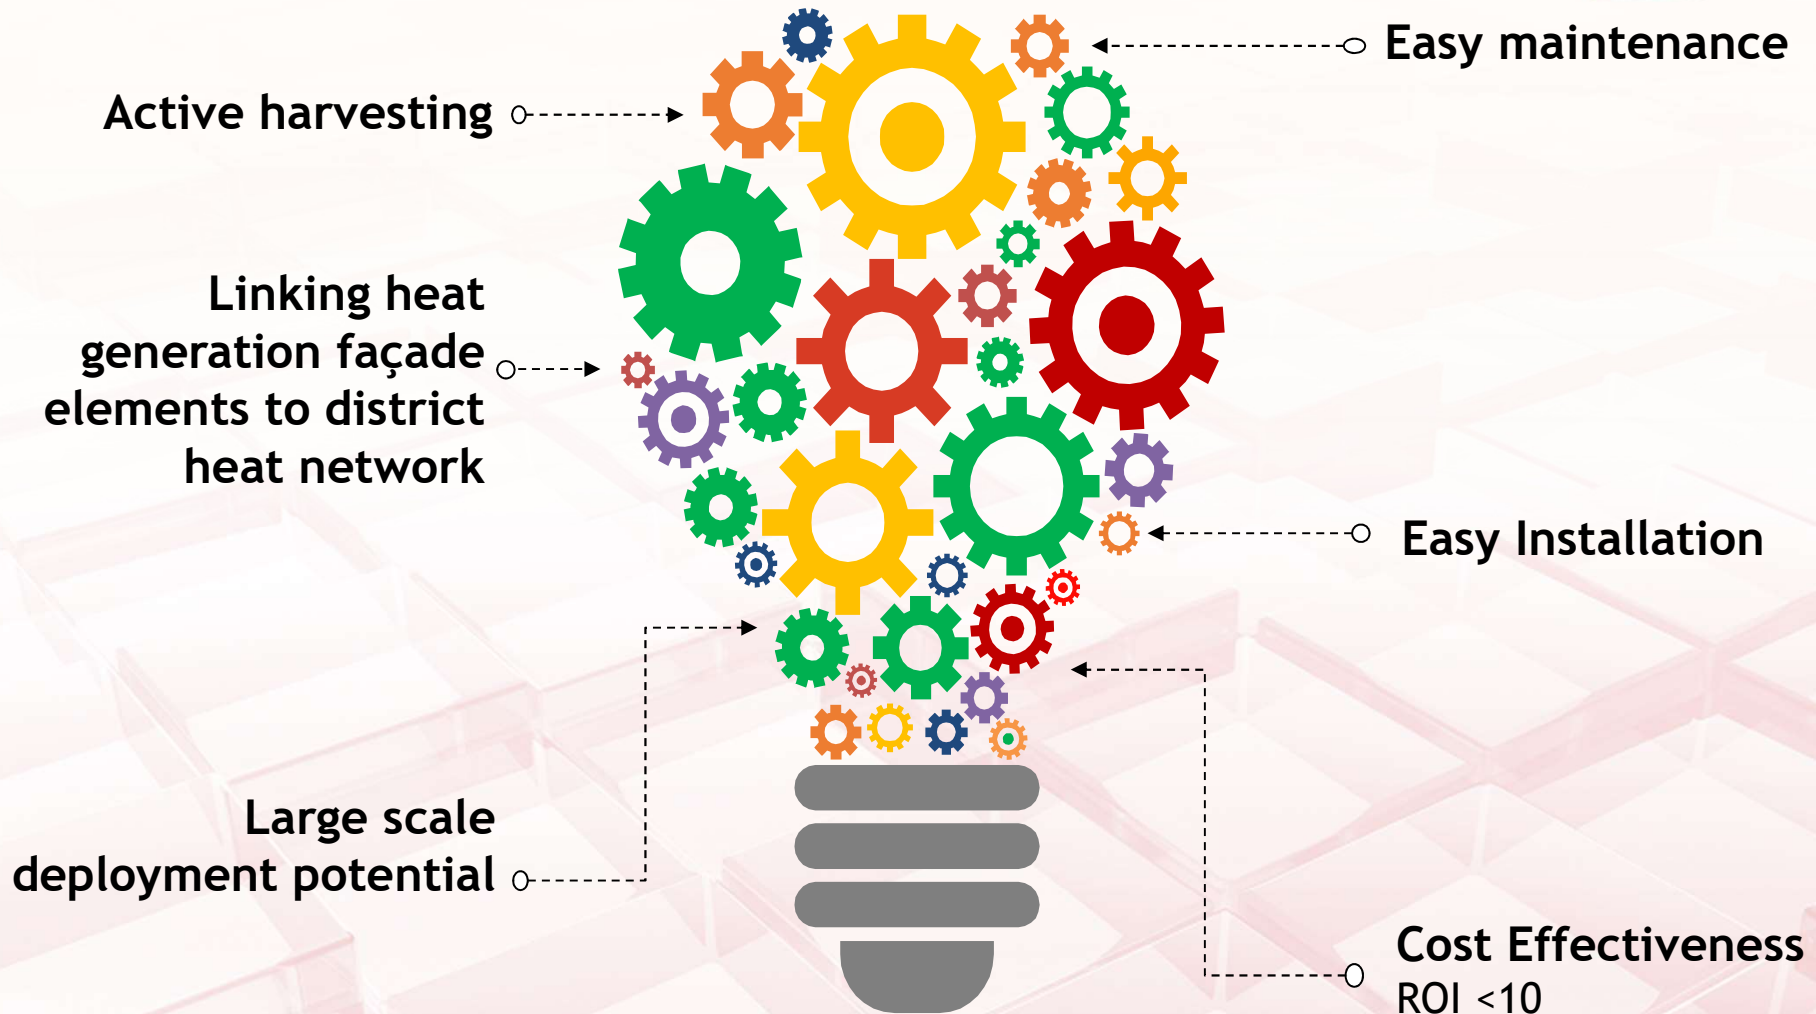 Easy maintenance
Active harvesting
Linking heat
generation façade
elements to district
heat network
Easy Installation
Large scale
deployment potential
Cost Effectiveness
ROI <10